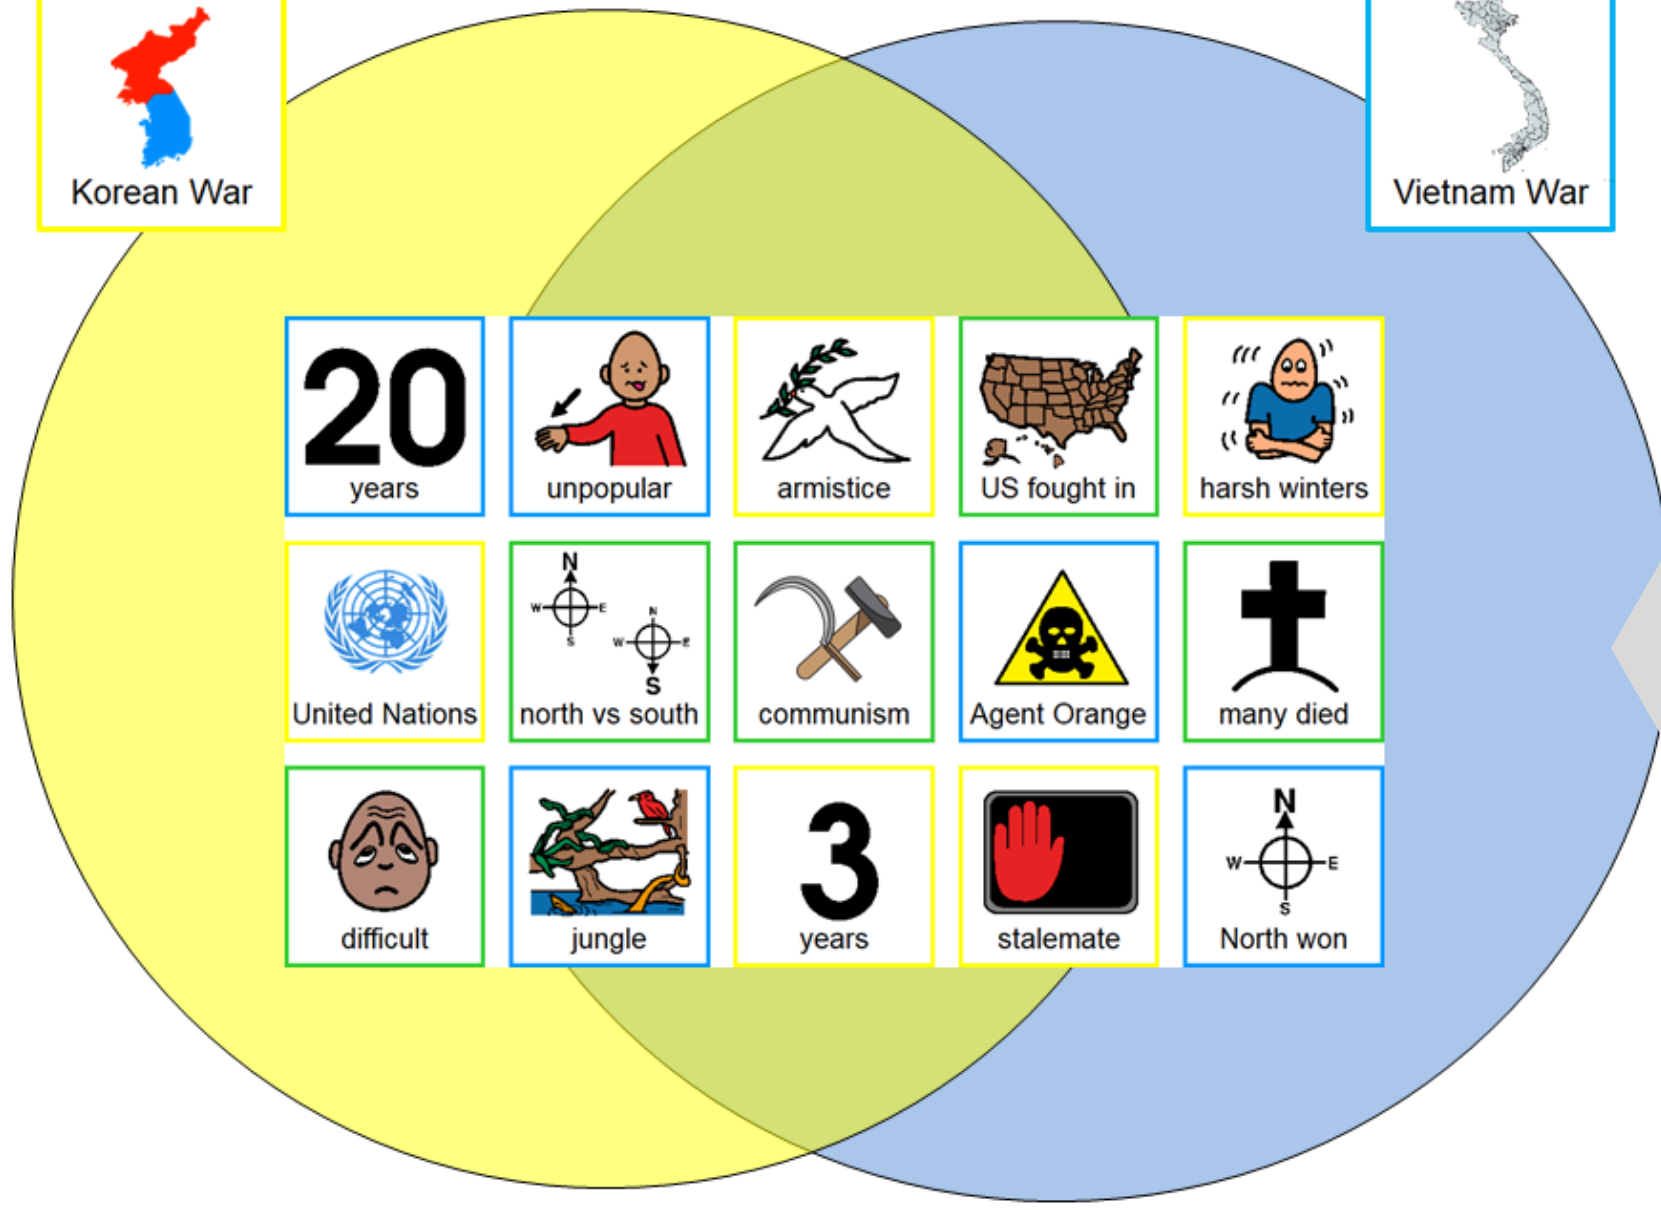 Korean War
Vietnam War
20
years
unpopular
armistice
US fought in
harsh winters
United Nations
N
W E
S
N
W E
S
north vs south
communism
Agent Orange
many died
difficult
jungle
3
years
stalemate
N
W E
S
North won